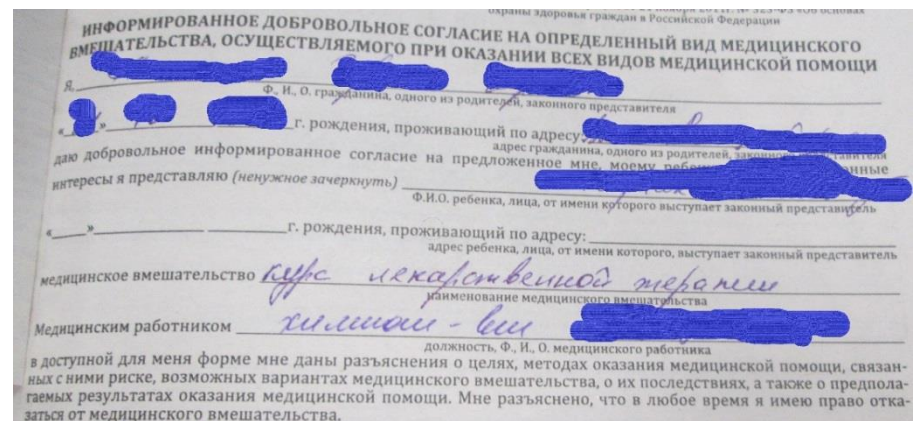 охраны здоровья граждан в Российской Федерации
ИНФОРМИРОВАННОЕ ДОБРОВОЛЬНОЕ СОГЛАСИЕ НА ОПРЕДЕЛЕННЫЙ ВИД МЕДИЦИНСКОГО
ВМЕШАТЕЛЬСТВА, ОСУЩЕСТВЛЯЕМОГО ПРИ ОКАЗАНИИ ВСЕХ ВИДОВ МЕДИЦИНСКОЙ ПОМОЩИ
Я,
Ф., И., О. гражданина, одного из родителей, законного представителя
« » г. рождения, проживающий по адресу:
адрес гражданина, одного из родителей, законного представителя
даю добровольное информированное согласие на предложенное мне, моему
интересы я представляю (ненужное зачеркнуть)
Ф.И.О. ребенка, лица, от имени которого выступает законный представитель
«___»____________ г. рождения, проживающий по адресу:
адрес ребенка, лица, от имени которого, выступает законный представитель
медицинское вмешательство курс лекарственной терапии
наименование медицинского вмешательства
Медицинским работником
должность, Ф., И., О. медицинского работника
в доступной для меня форме мне даны разъяснения о целях, методах оказания медицинской помощи, связан-
ных с ними риске, возможных вариантах медицинского вмешательства, о их последствиях, а также о предпола-
гаемых результатах оказания медицинской помощи. Мне разъяснено, что в любое время я имею право отка-
заться от медицинского вмешательства.